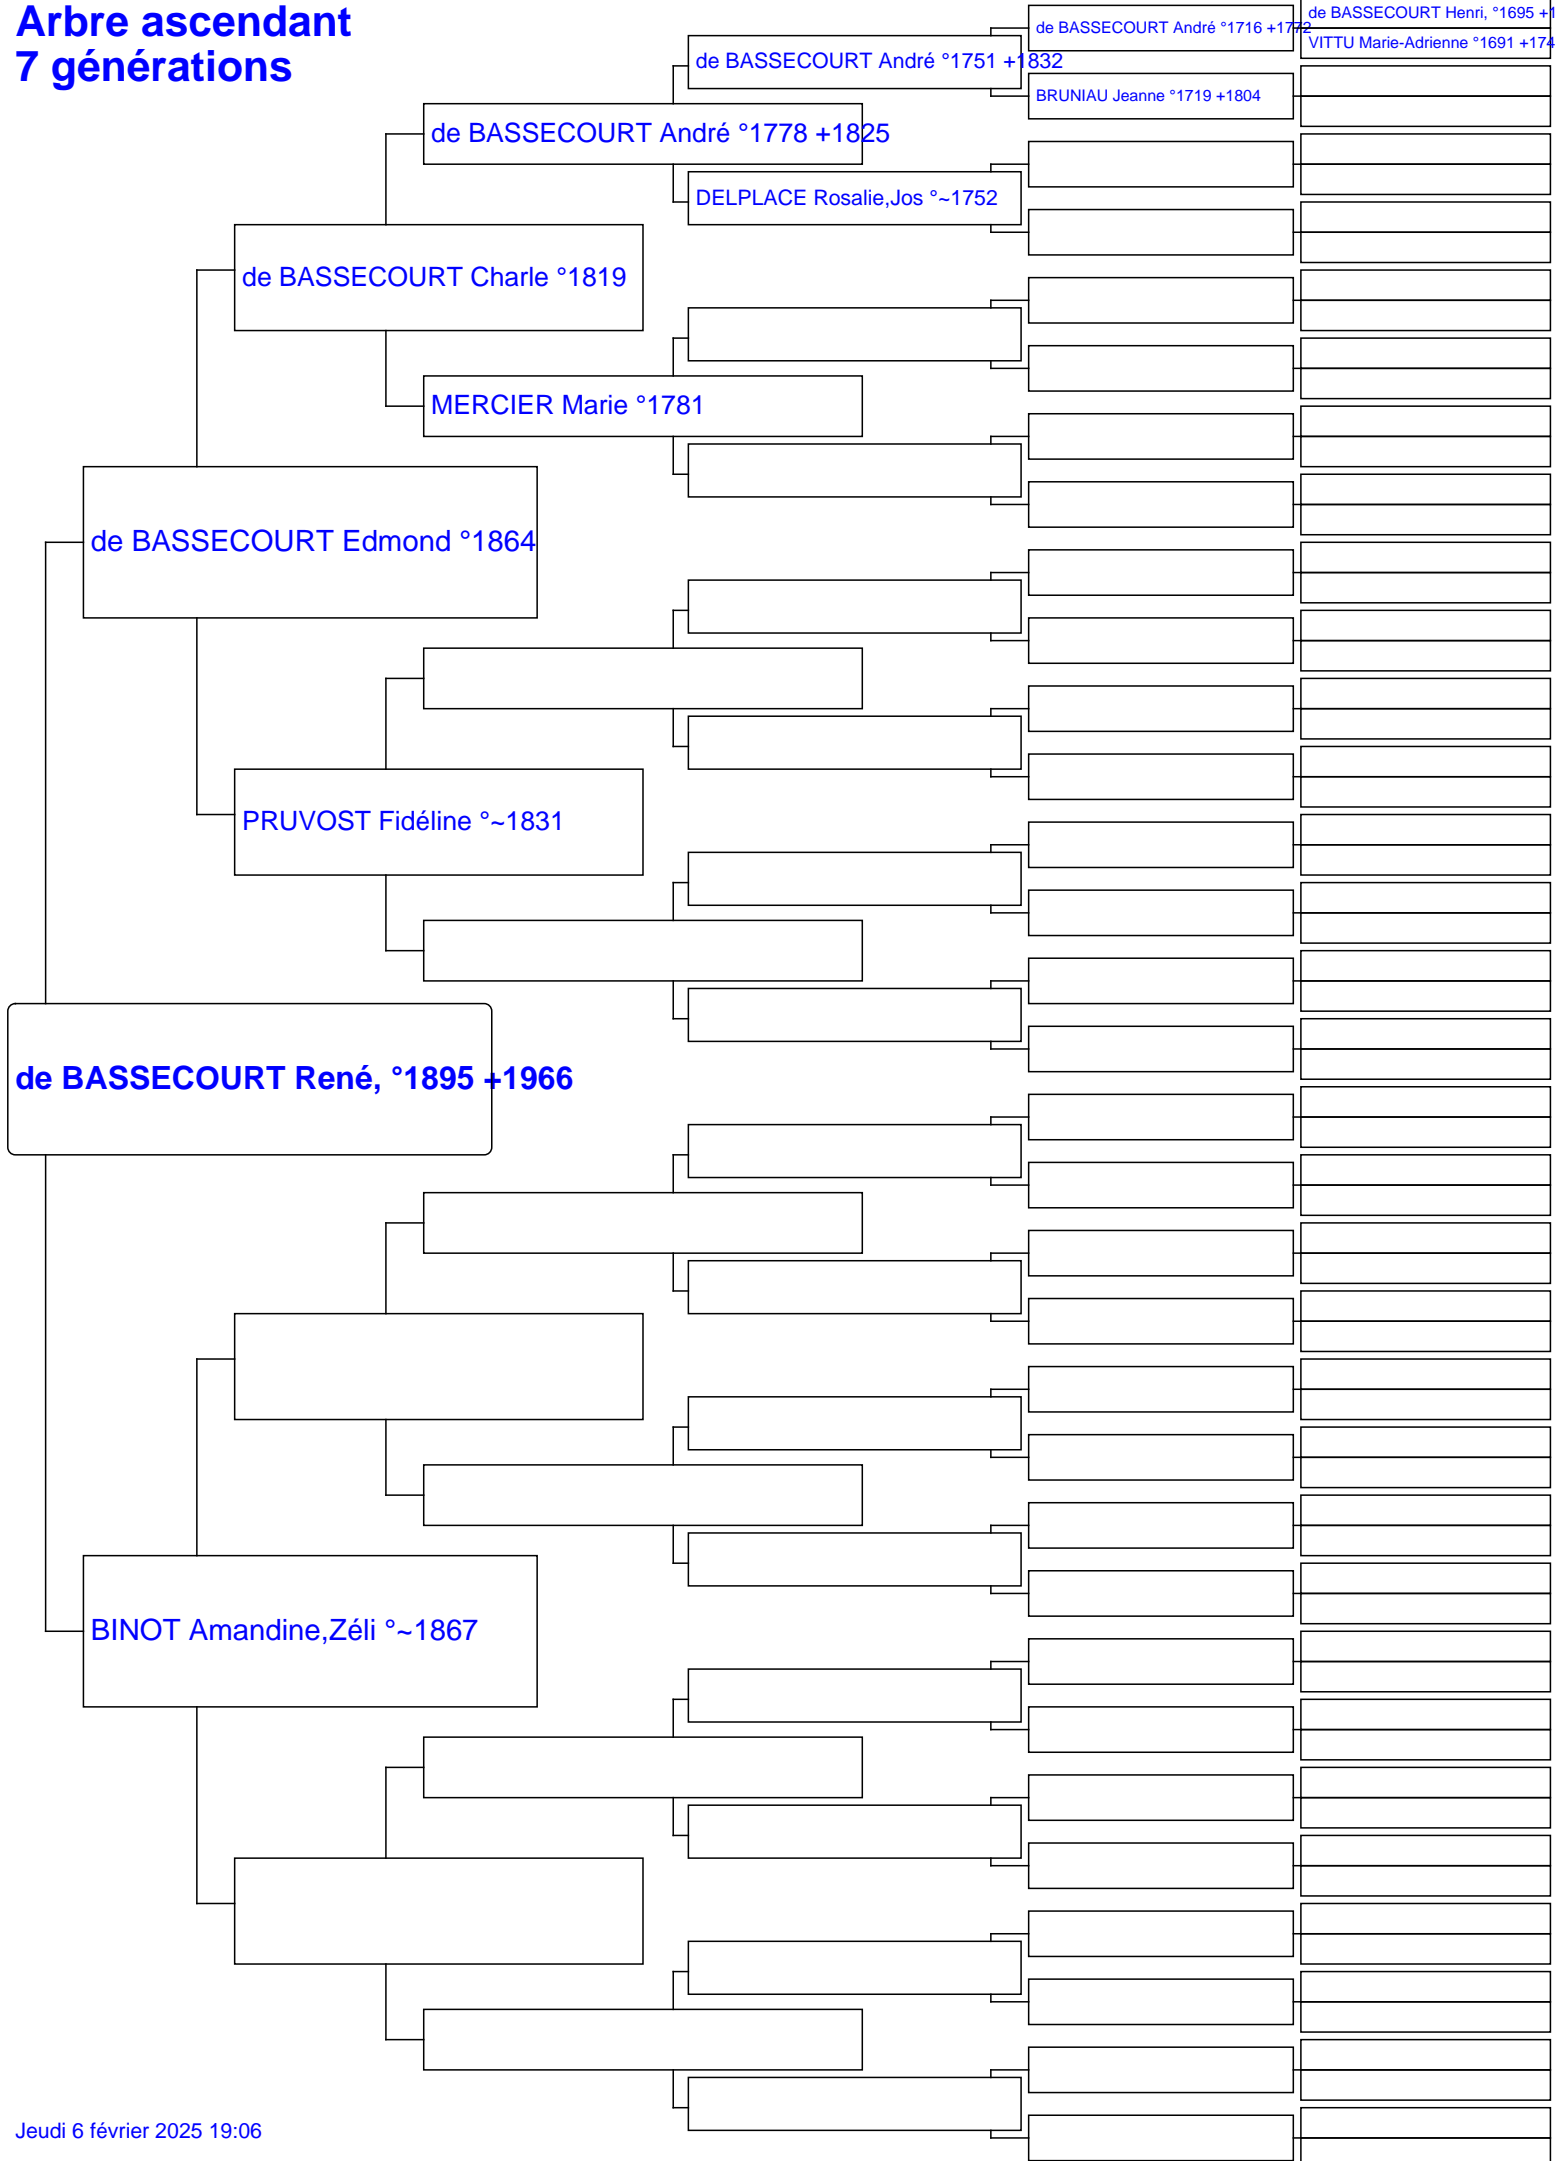 Arbre ascendant
7 générations
de BASSECOURT Henri, °1695 +1
de BASSECOURT André °1716 +1772
VITTU Marie-Adrienne °1691 +174
de BASSECOURT André °1751 +1832
BRUNIAU Jeanne °1719 +1804
de BASSECOURT André °1778 +1825
DELPLACE Rosalie,Jos °~1752
de BASSECOURT Charle °1819
MERCIER Marie °1781
de BASSECOURT Edmond °1864
PRUVOST Fidéline °~1831
de BASSECOURT René, °1895 +1966
BINOT Amandine,Zéli °~1867
Jeudi 6 février 2025 19:06